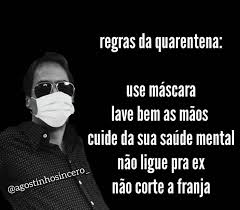 regras da quarentena:
use máscara
lave bem as mãos
cuide da sua saúde mental
não ligue pra ex
não corte a franja
@agostinhosincero_